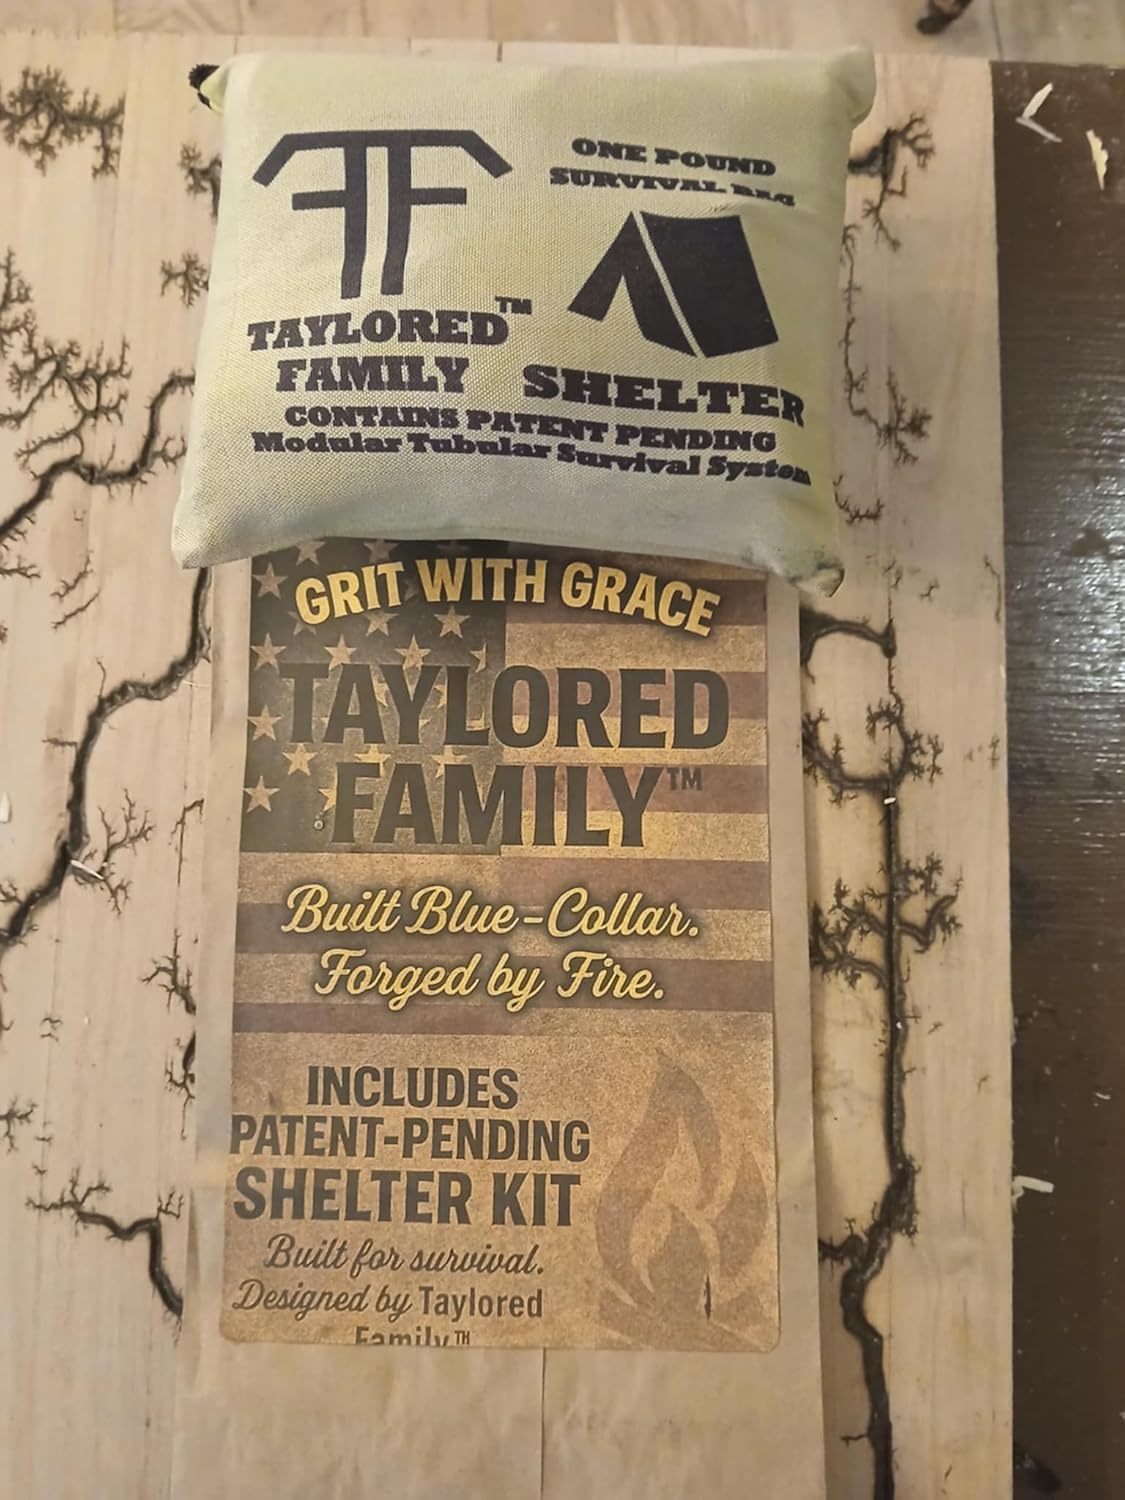 ONE POUND
SURVIVAL BAG
TF
TAYLORED™
FAMILY
SHELTER
CONTAINS PATENT PENDING
Modular Tubular Survival System
GRIT WITH GRACE
TAYLORED
FAMILY™
Built Blue-Collar.
Forged by Fire.
INCLUDES
PATENT-PENDING
SHELTER KIT
Built for survival.
Designed by Taylored
Family™